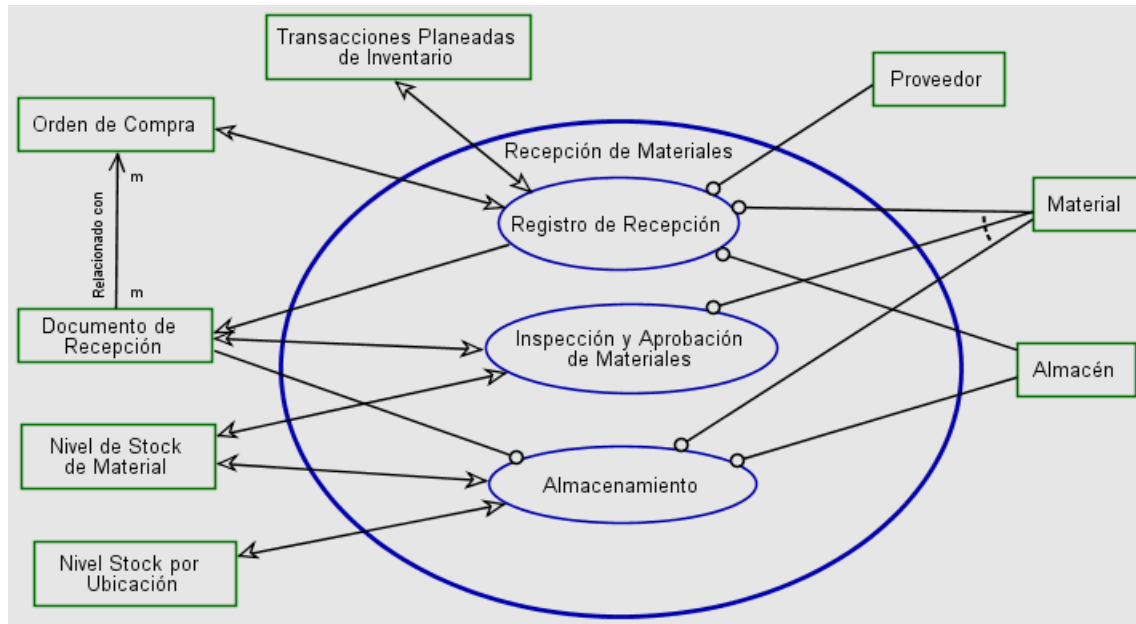 Transacciones Planeadas
de Inventario
Proveedor
Orden de Compra
Recepción de Materiales
m
Material
Registro de Recepción
Relacionado con
m
Documento de
Recepción
Inspección y Aprobación
de Materiales
Almacén
Nivel de Stock
de Material
Almacenamiento
Nivel Stock por
Ubicación